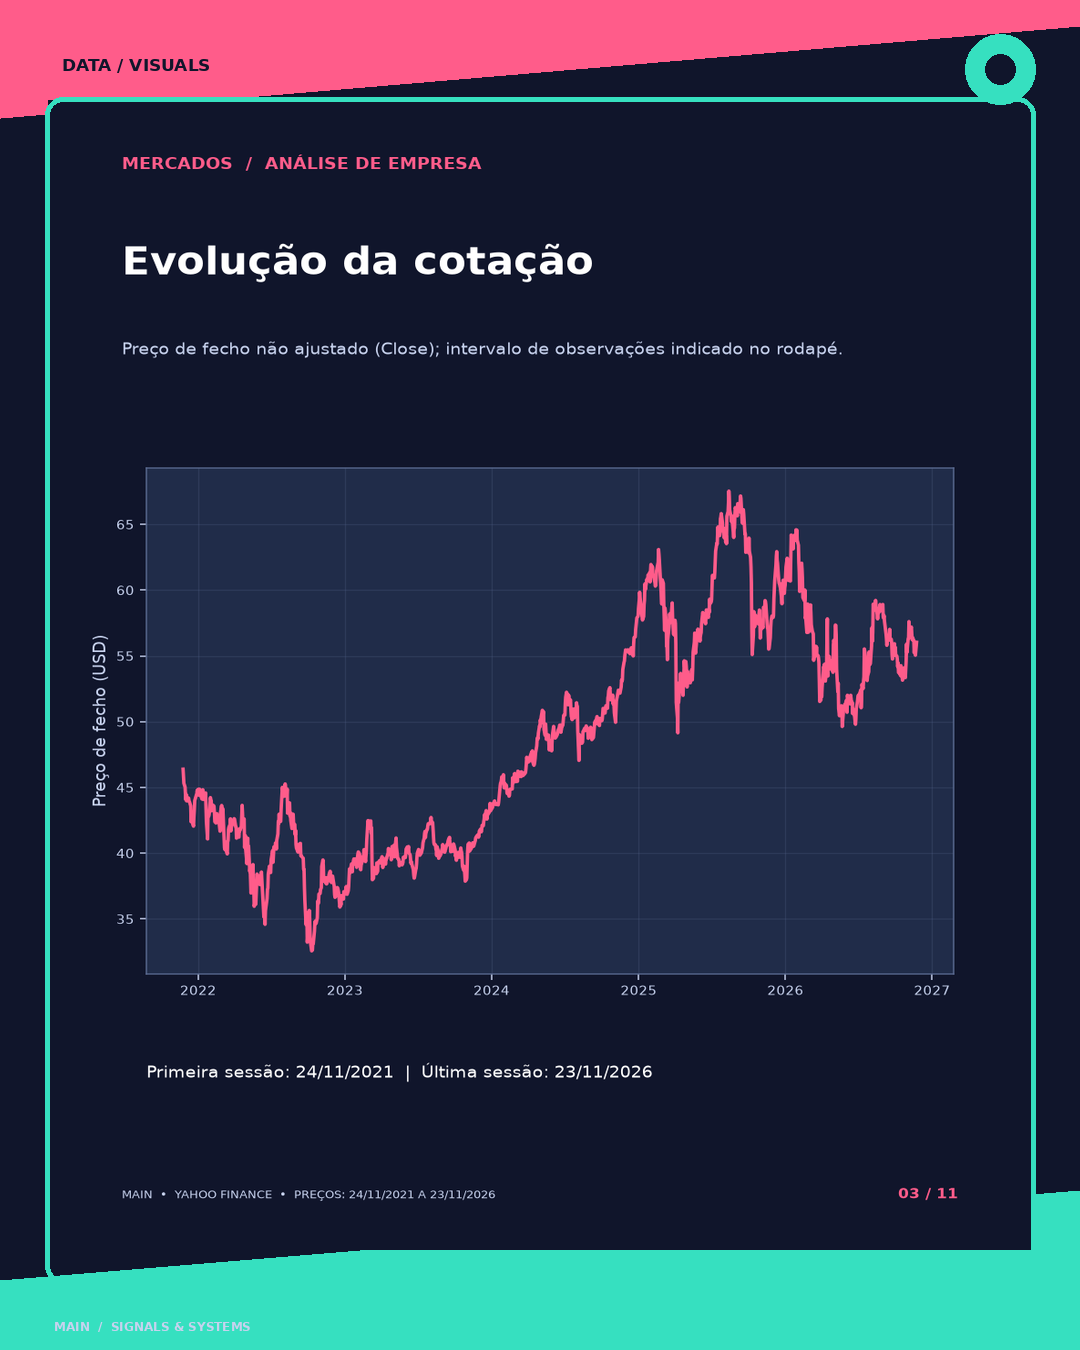 DATA / VISUALS
MERCADOS / ANÁLISE DE EMPRESA
Evolução da cotação
Preço de fecho não ajustado (Close); intervalo de observações indicado no rodapé.
Preço de fecho (USD)
65
60
55
50
45
40
35
2022 2023 2024 2025 2026 2027
Primeira sessão: 24/11/2021 | Última sessão: 23/11/2026
MAIN • YAHOO FINANCE • PREÇOS: 24/11/2021 A 23/11/2026
03 / 11
MAIN / SIGNALS & SYSTEMS